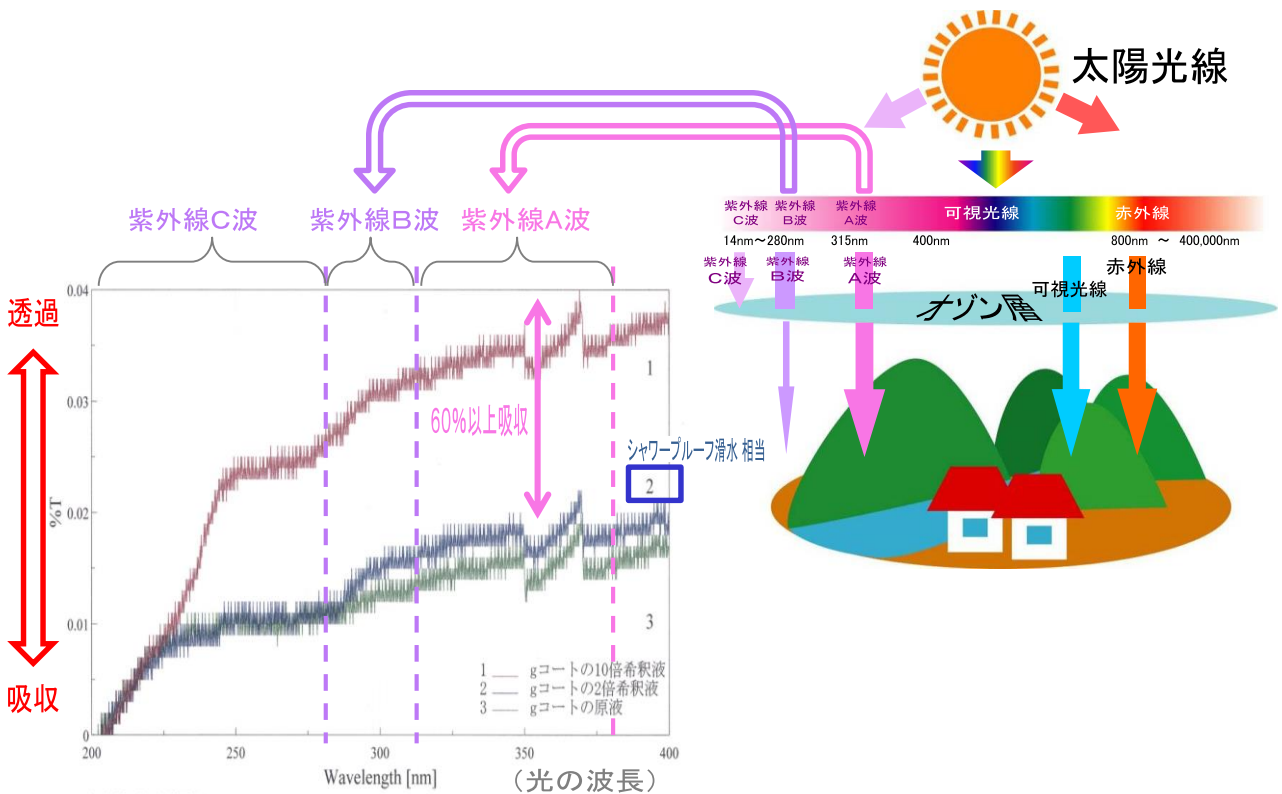 太陽光線
紫外線
C波
紫外線
B波
紫外線
A波
可視光線
赤外線
14nm～280nm
315nm
400nm
800nm ～ 400,000nm
紫外線
C波
紫外線
B波
紫外線
A波
可視光線
赤外線
オゾン層
紫外線C波
紫外線B波
紫外線A波
透過
吸収
0.04
0.03
0.02
0.01
0
%T
60%以上吸収
シャワープルーフ滑水 相当
1
2
3
1 ___ gコートの10倍希釈液
2 ___ gコートの2倍希釈液
3 ___ gコートの原液
200
250
300
350
400
Wavelength [nm]
（光の波長）